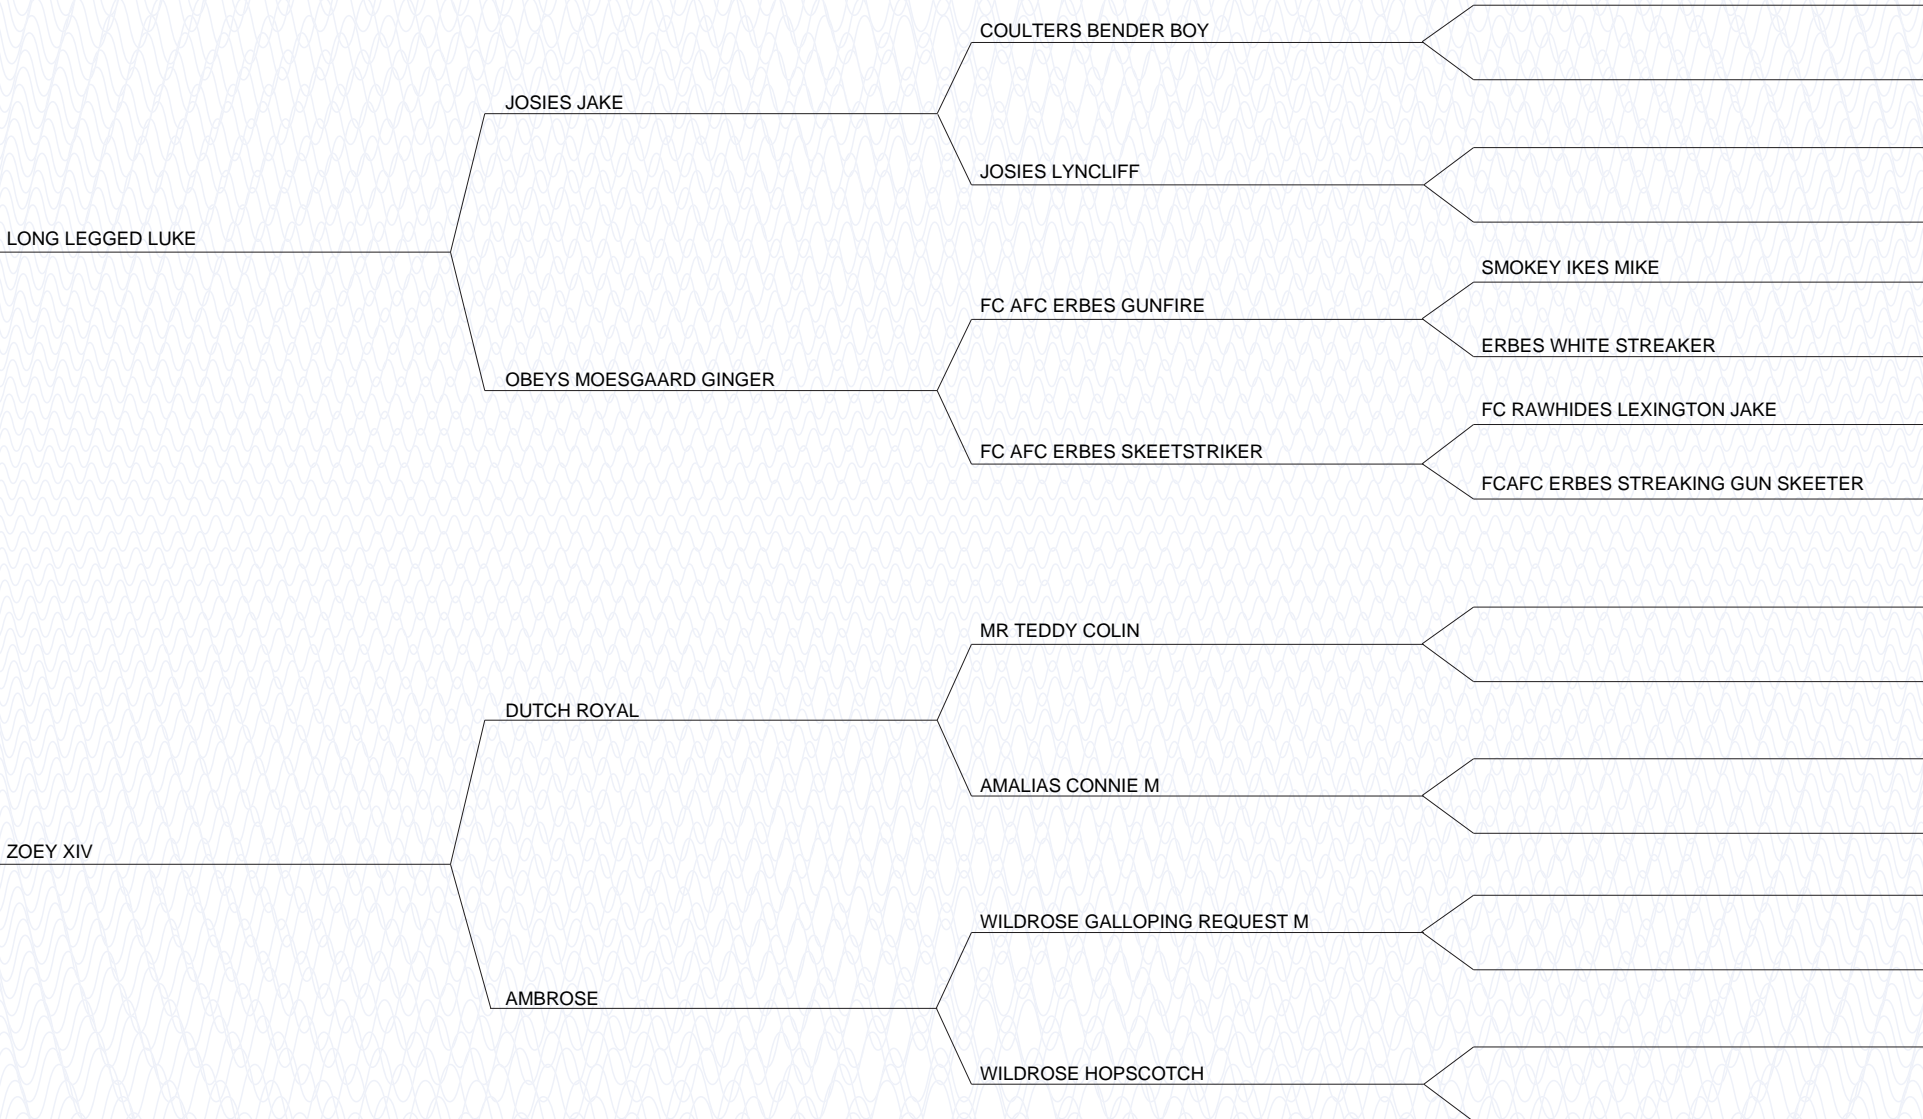 COULTERS BENDER BOY
JOSIES JAKE
JOSIES LYNCLIFF
LONG LEGGED LUKE
SMOKEY IKES MIKE
FC AFC ERBES GUNFIRE
ERBES WHITE STREAKER
OBEYS MOESGAARD GINGER
FC RAWHIDES LEXINGTON JAKE
FC AFC ERBES SKEETSTRIKER
FCAFC ERBES STREAKING GUN SKEETER
MR TEDDY COLIN
DUTCH ROYAL
AMALIAS CONNIE M
ZOEY XIV
WILDROSE GALLOPING REQUEST M
AMBROSE
WILDROSE HOPSCOTCH